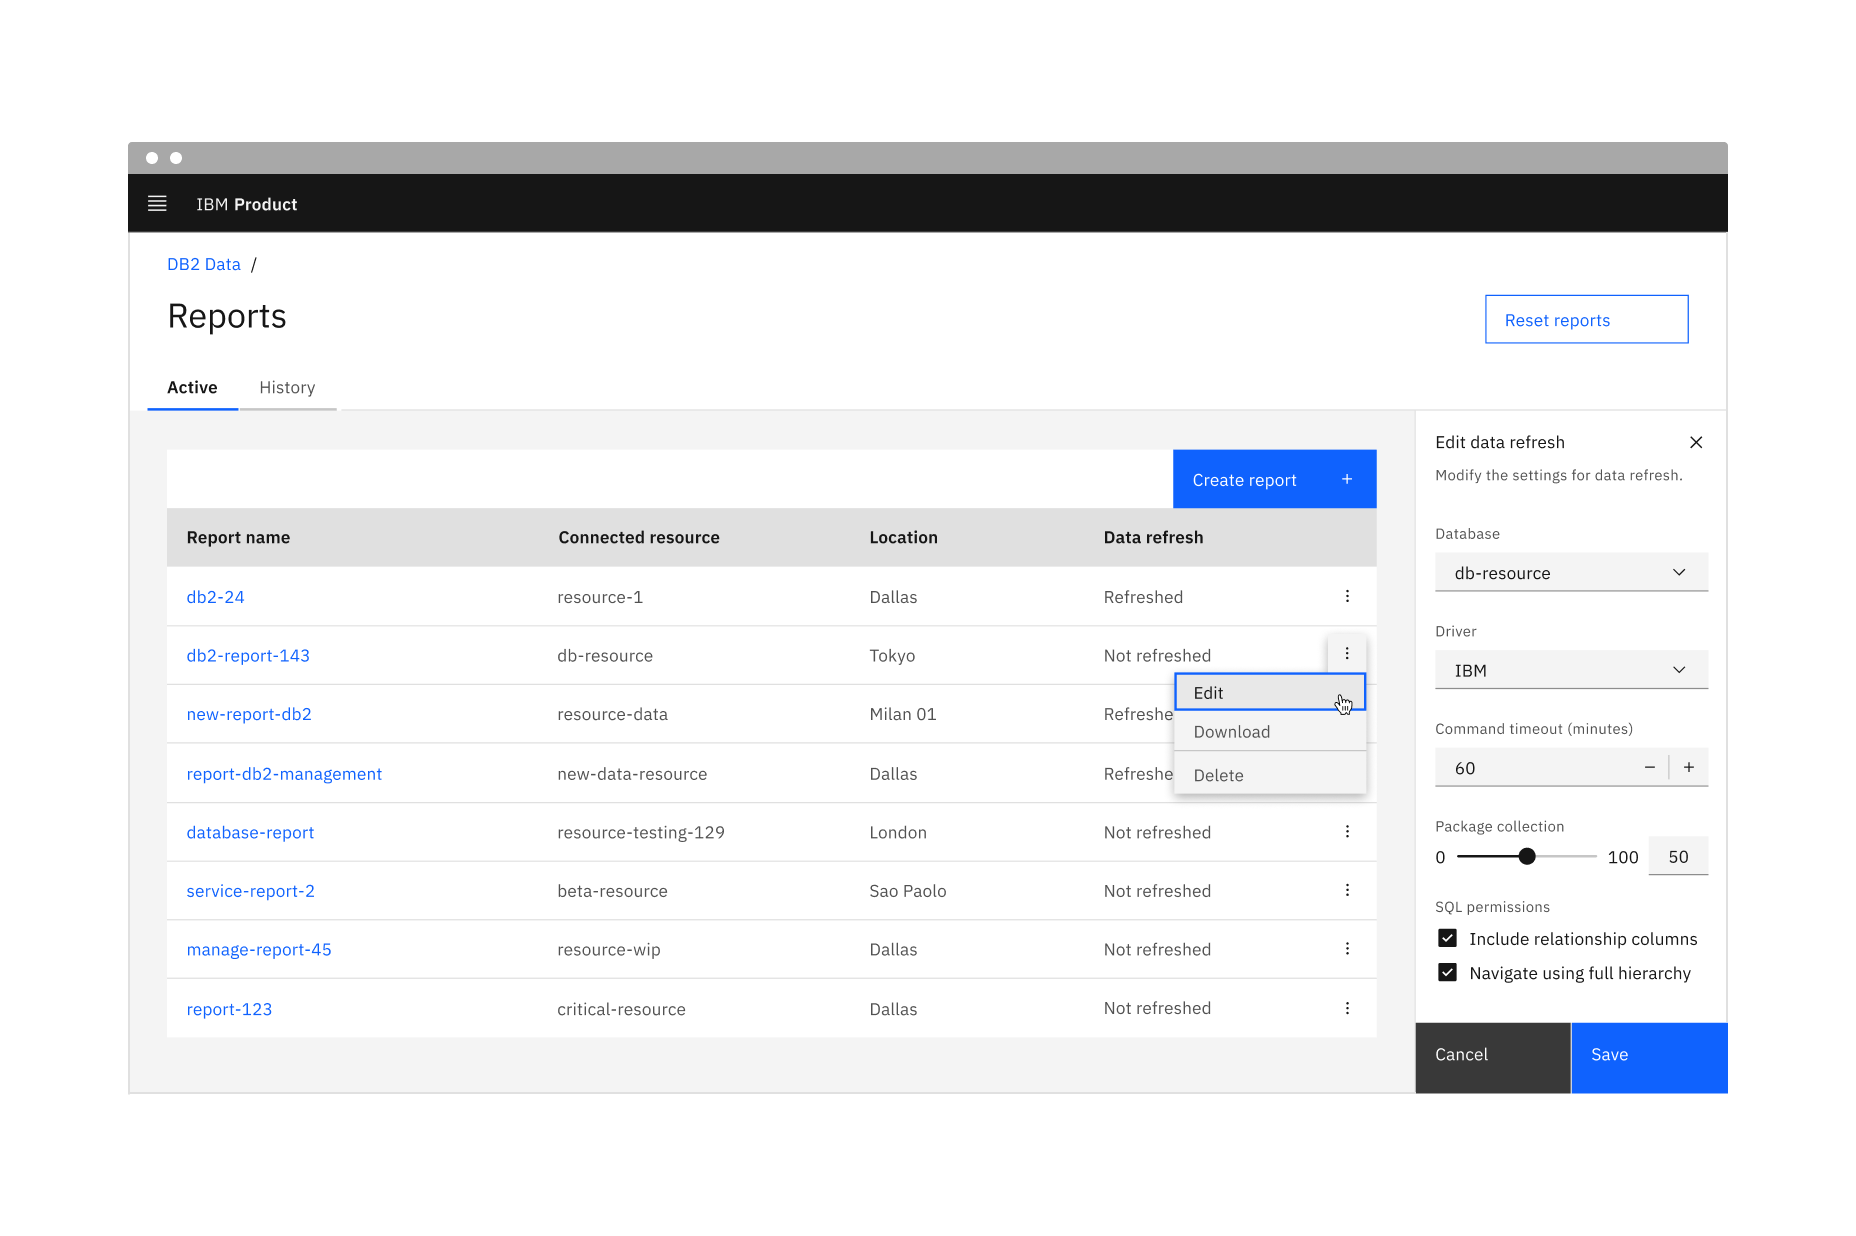 IBM Product
DB2 Data /
Reports
Reset reports
Active History
Create report +
Report name Connected resource Location Data refresh
db2-24 resource-1 Dallas Refreshed
db2-report-143 db-resource Tokyo Not refreshed
new-report-db2 resource-data Milan 01 Refreshe
report-db2-management new-data-resource Dallas Refreshe
database-report resource-testing-129 London Not refreshed
service-report-2 beta-resource Sao Paolo Not refreshed
manage-report-45 resource-wip Dallas Not refreshed
report-123 critical-resource Dallas Not refreshed
Edit
Download
Delete
Edit data refresh
Modify the settings for data refresh.
Database
db-resource
Driver
IBM
Command timeout (minutes)
60 − +
Package collection
0 100 50
SQL permissions
Include relationship columns
Navigate using full hierarchy
Cancel Save